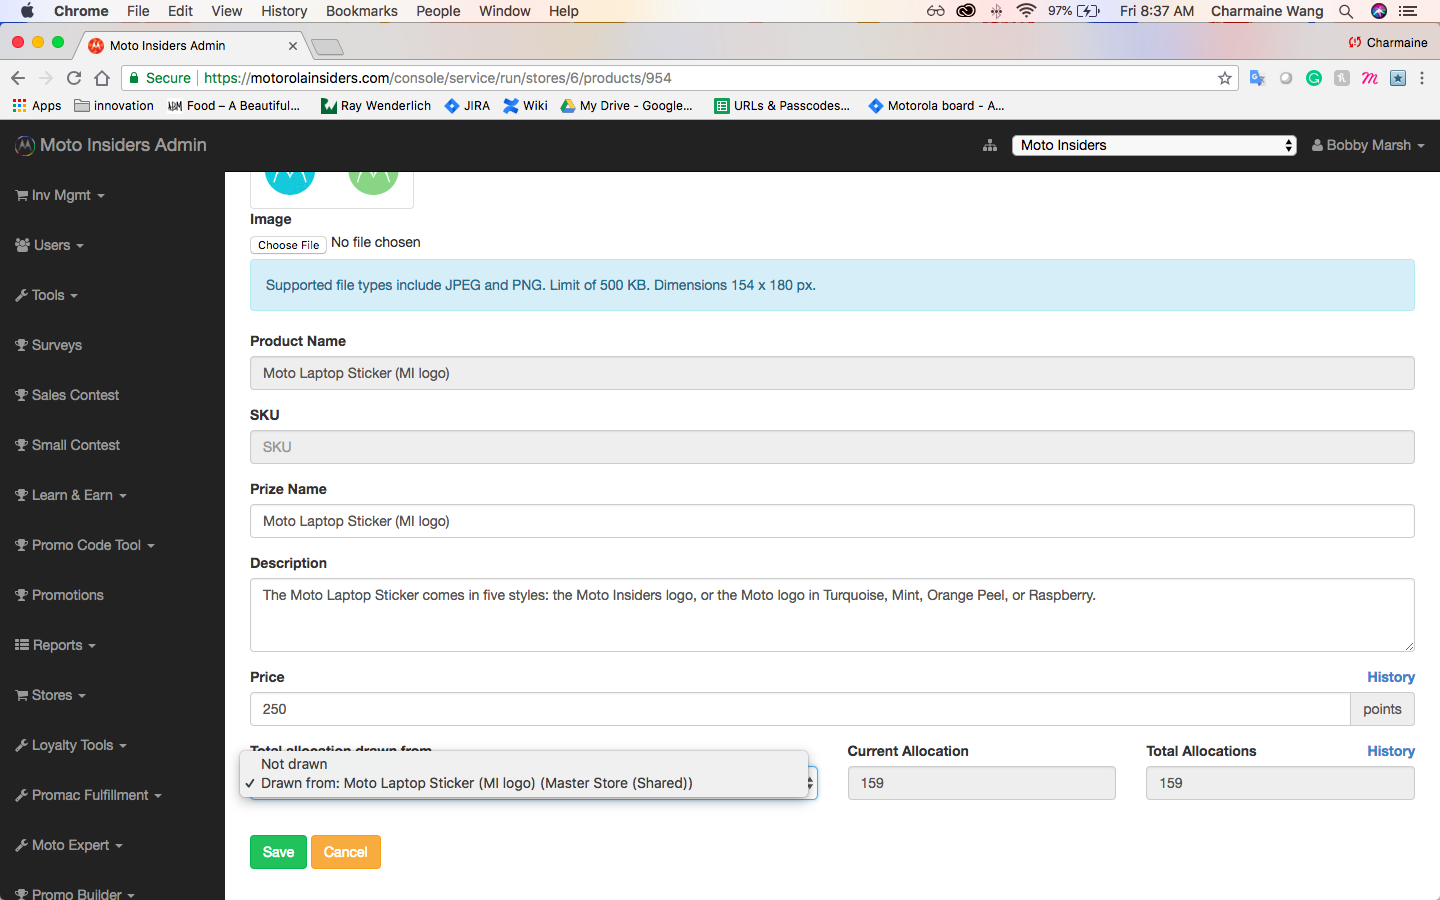 Chrome File Edit View History Bookmarks People Window Help 97% Fri 8:37 AM Charmaine Wang
Moto Insiders Admin Charmaine
Secure https://motorolainsiders.com/console/service/run/stores/6/products/954
Apps innovation Food – A Beautiful... Ray Wenderlich JIRA Wiki My Drive - Google... URLs & Passcodes... Motorola board - A...
Moto Insiders Admin Moto Insiders Bobby Marsh
Inv Mgmt
Users
Tools
Surveys
Sales Contest
Small Contest
Learn & Earn
Promo Code Tool
Promotions
Reports
Stores
Loyalty Tools
Promac Fulfillment
Moto Expert
Promo Builder
Image
Choose File No file chosen
Supported file types include JPEG and PNG. Limit of 500 KB. Dimensions 154 x 180 px.
Product Name
Moto Laptop Sticker (MI logo)
SKU
SKU
Prize Name
Moto Laptop Sticker (MI logo)
Description
The Moto Laptop Sticker comes in five styles: the Moto Insiders logo, or the Moto logo in Turquoise, Mint, Orange Peel, or Raspberry.
Price History
250 points
Total allocation drawn from Current Allocation Total Allocations History
Not drawn
✓ Drawn from: Moto Laptop Sticker (MI logo) (Master Store (Shared)) 159 159
Save Cancel